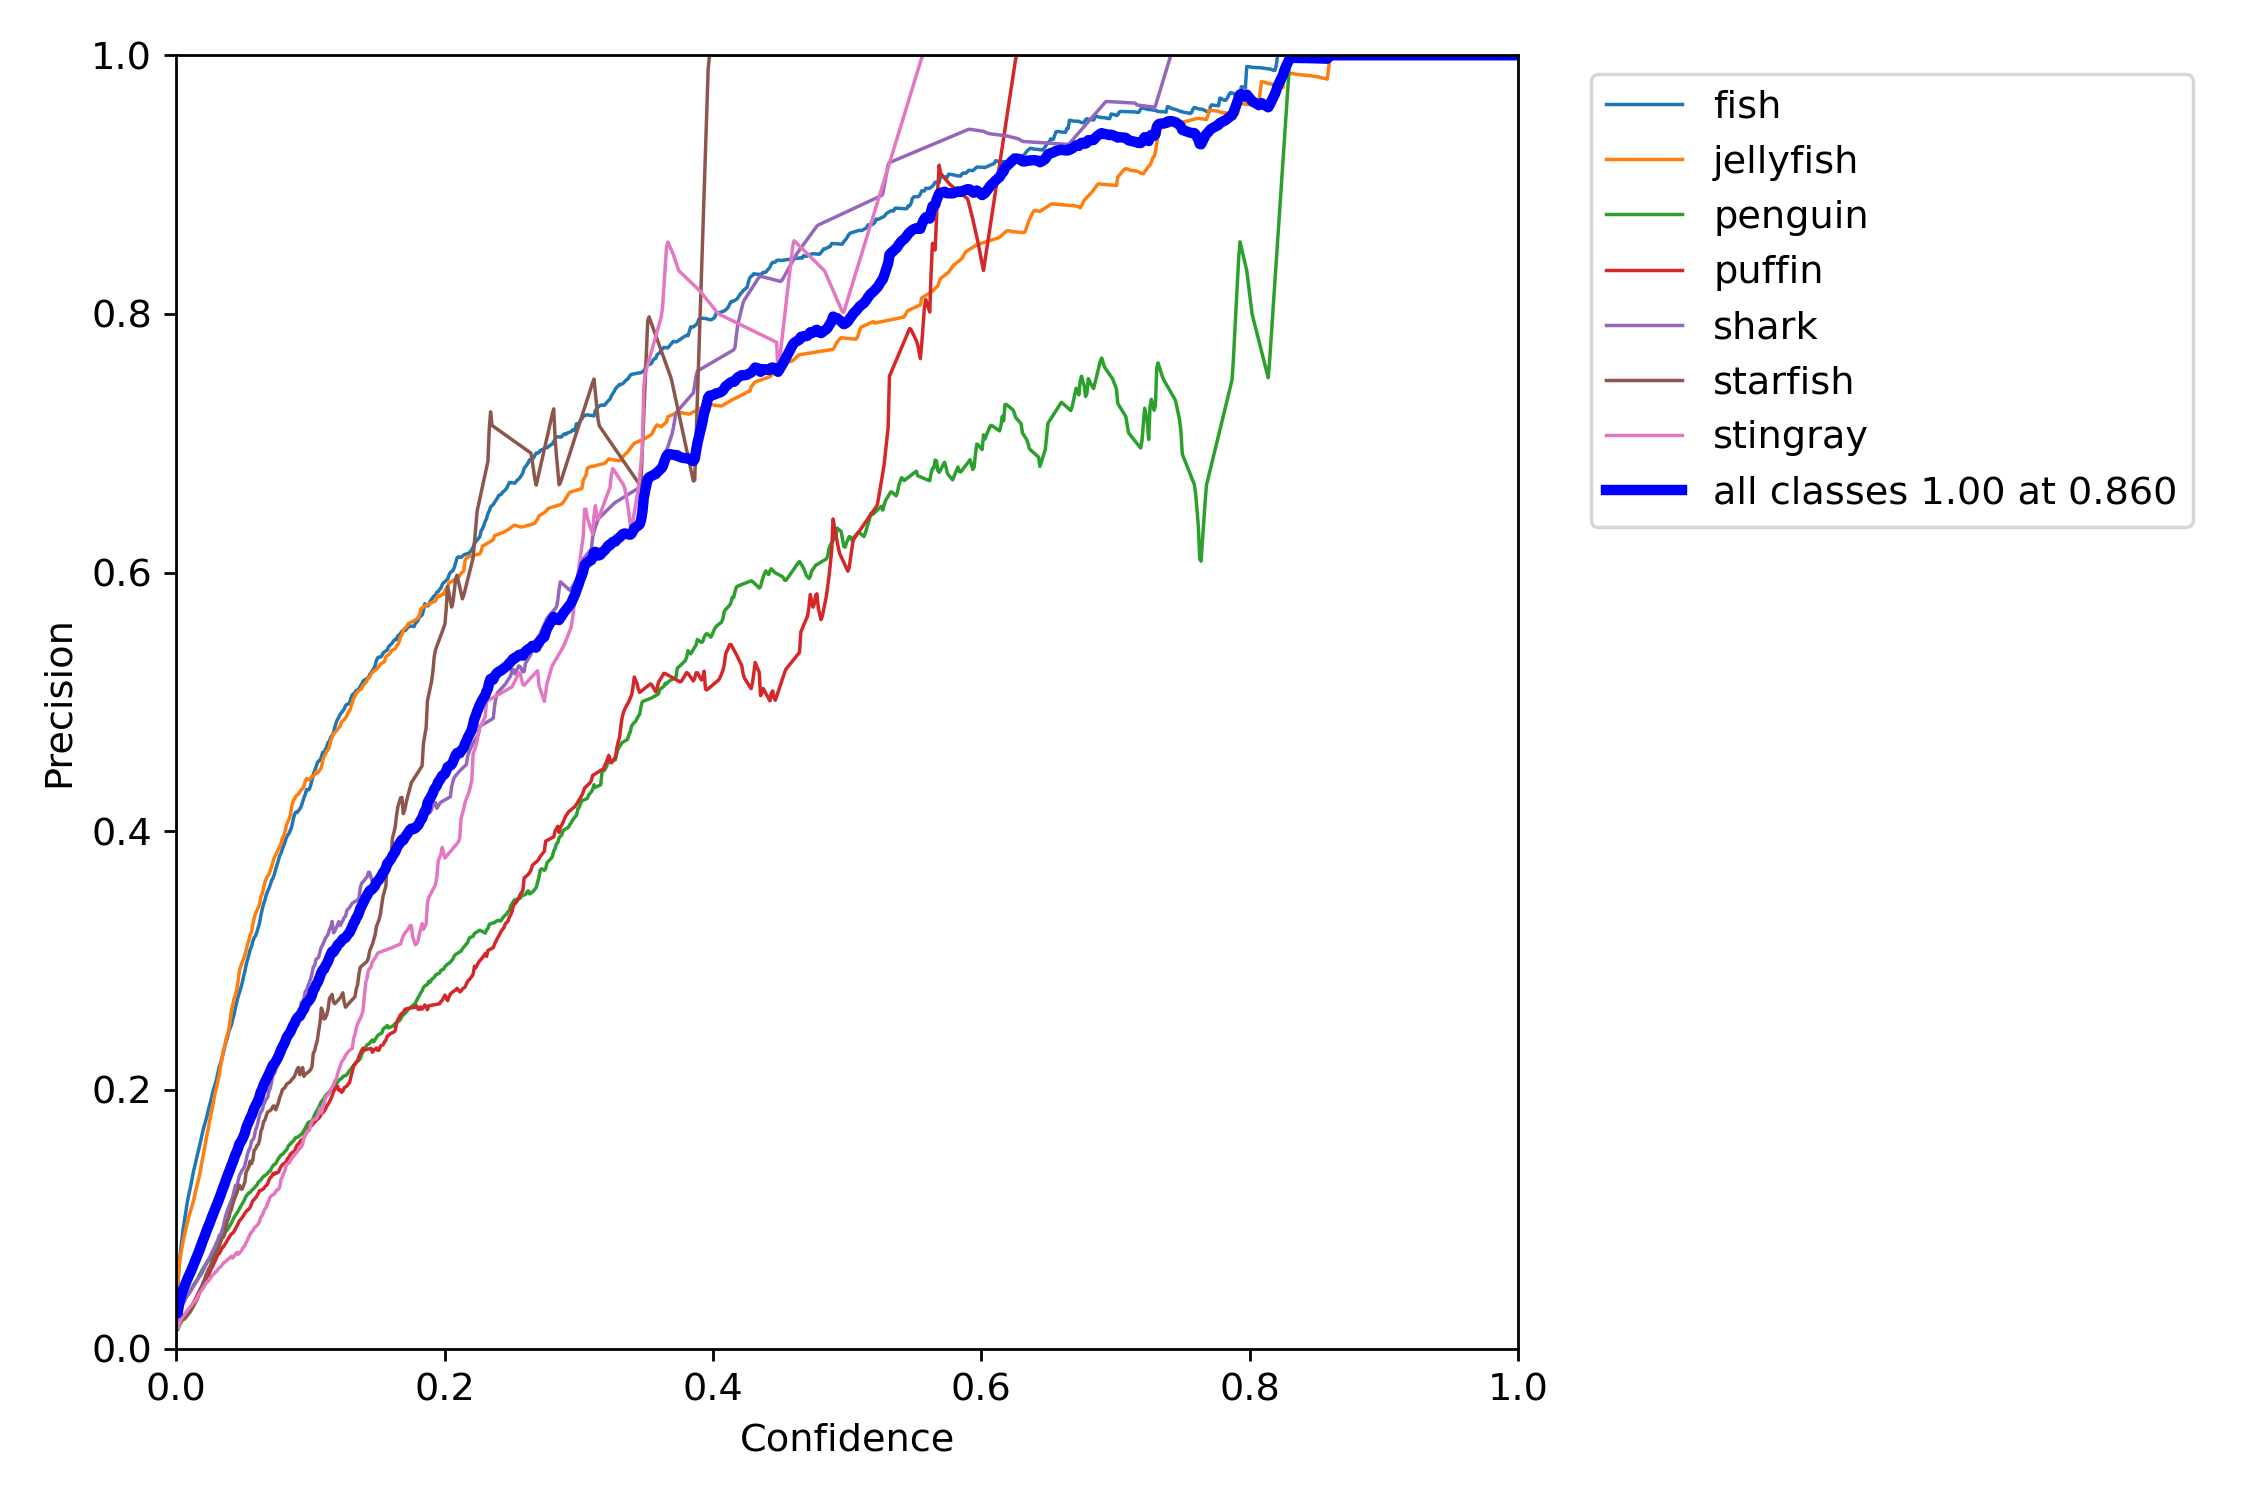 1.0
0.8
0.6
0.4
0.2
0.0
Precision
0.0 0.2 0.4 0.6 0.8 1.0
Confidence
fish
jellyfish
penguin
puffin
shark
starfish
stingray
all classes 1.00 at 0.860